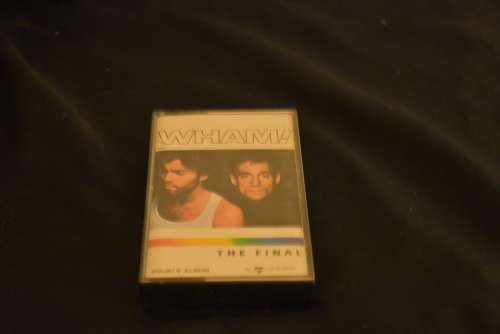 WHAM!
THE FINAL
DOUBLE ALBUM